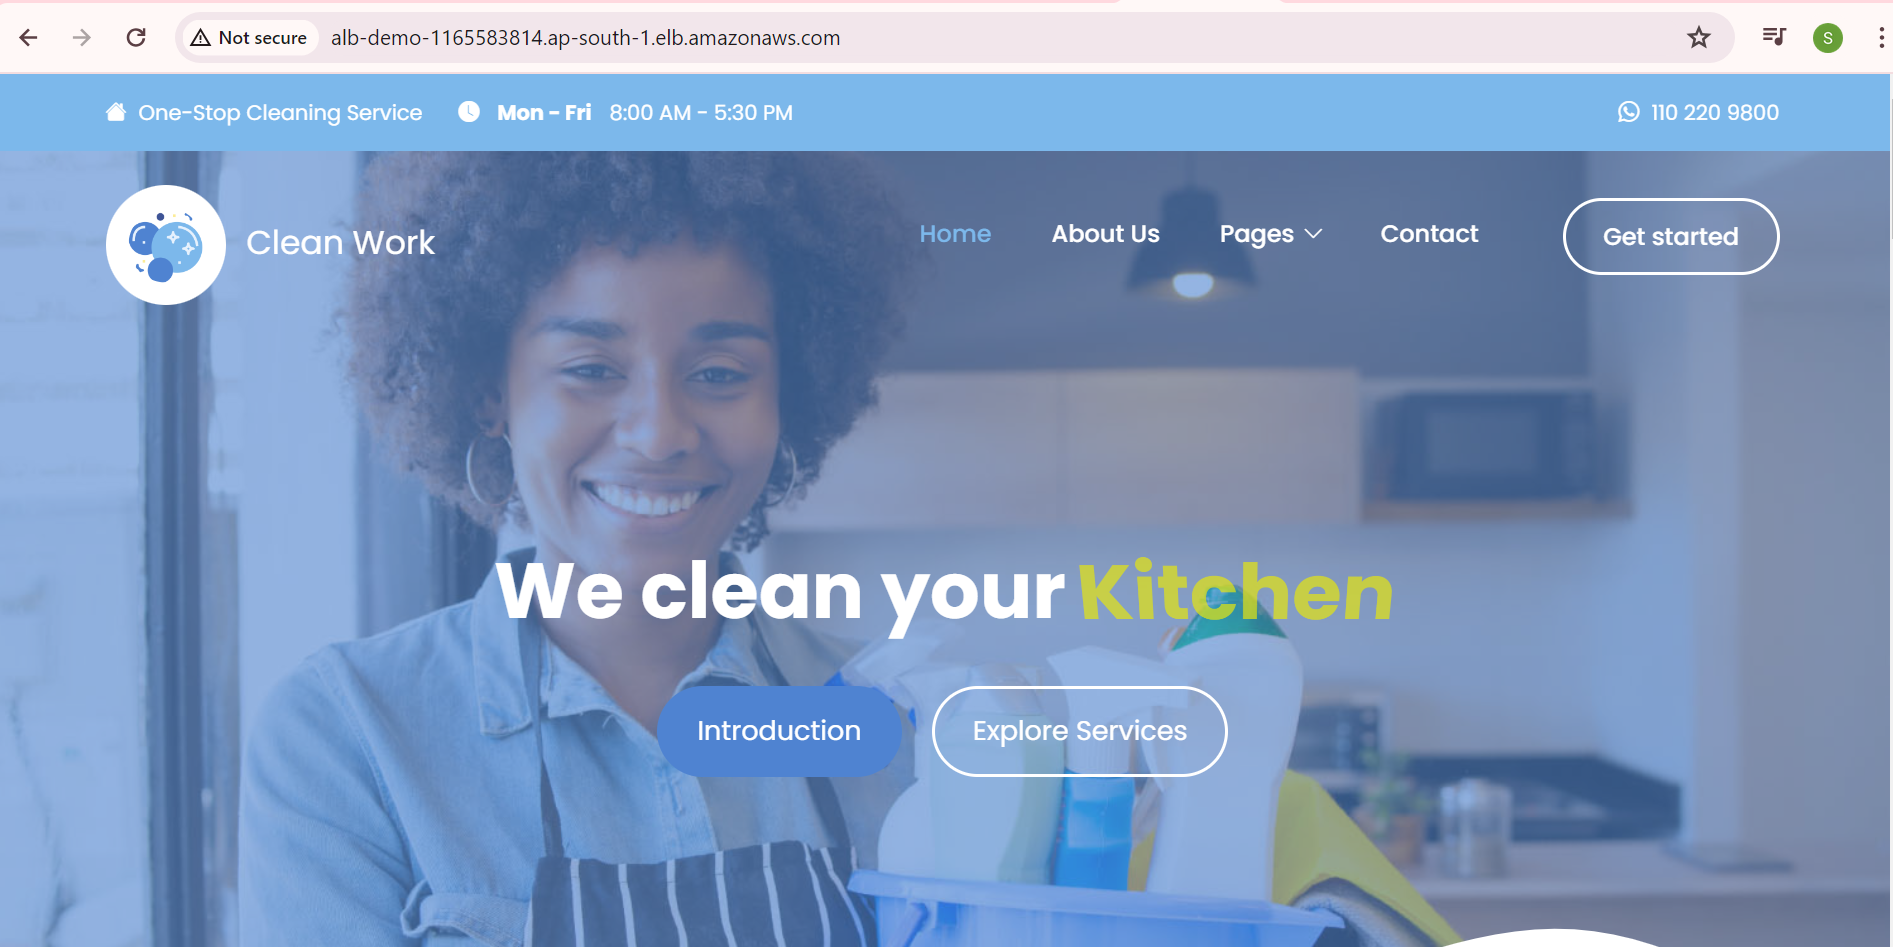 Not secure alb-demo-1165583814.ap-south-1.elb.amazonaws.com S
One-Stop Cleaning Service Mon - Fri 8:00 AM - 5:30 PM 110 220 9800
Clean Work Home About Us Pages Contact Get started
We clean your Kitchen
Introduction Explore Services